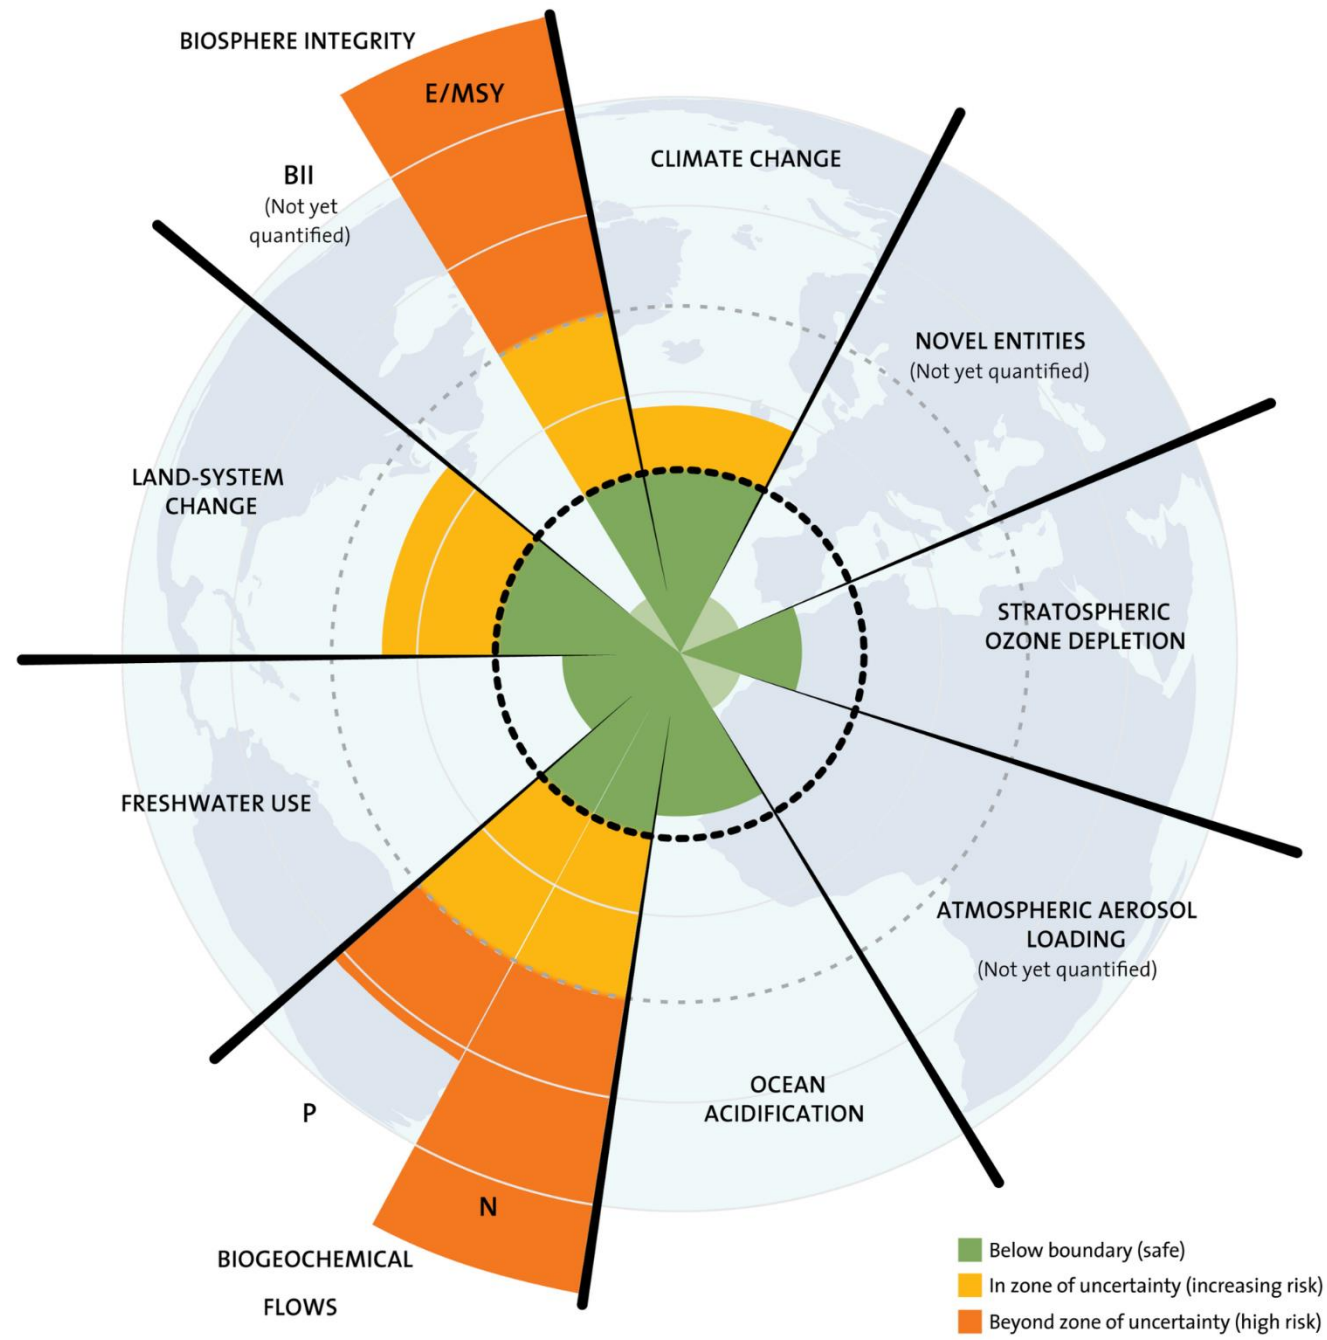 BIOSPHERE INTEGRITY
E/MSY
BII
(Not yet
quantified)
CLIMATE CHANGE
NOVEL ENTITIES
(Not yet quantified)
LAND-SYSTEM
CHANGE
STRATOSPHERIC
OZONE DEPLETION
FRESHWATER USE
ATMOSPHERIC AEROSOL
LOADING
(Not yet quantified)
OCEAN
ACIDIFICATION
P
N
BIOGEOCHEMICAL
FLOWS
Below boundary (safe)
In zone of uncertainty (increasing risk)
Beyond zone of uncertainty (high risk)